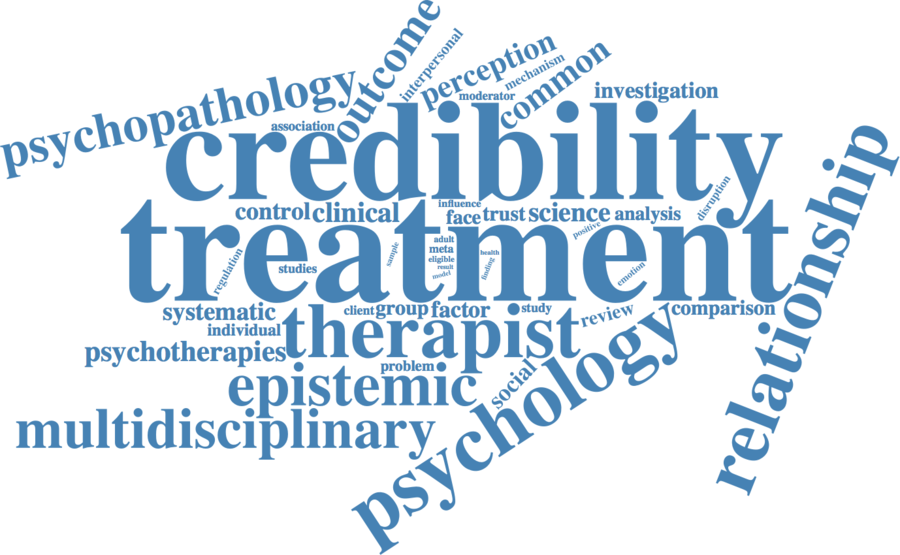 outcome
interpersonal
perception
mechanism
common
moderator
investigation
psychopathology
association
credibility
relationship
disruption
influence
control clinical
face trust science analysis
positive
treatment
adult
meta
eligible
result
model
health
finding
sample
regulation
studies
emotion
systematic
client group factor
study
review
comparison
individual
therapist
psychotherapies
problem
social
epistemic
psychology
multidisciplinary